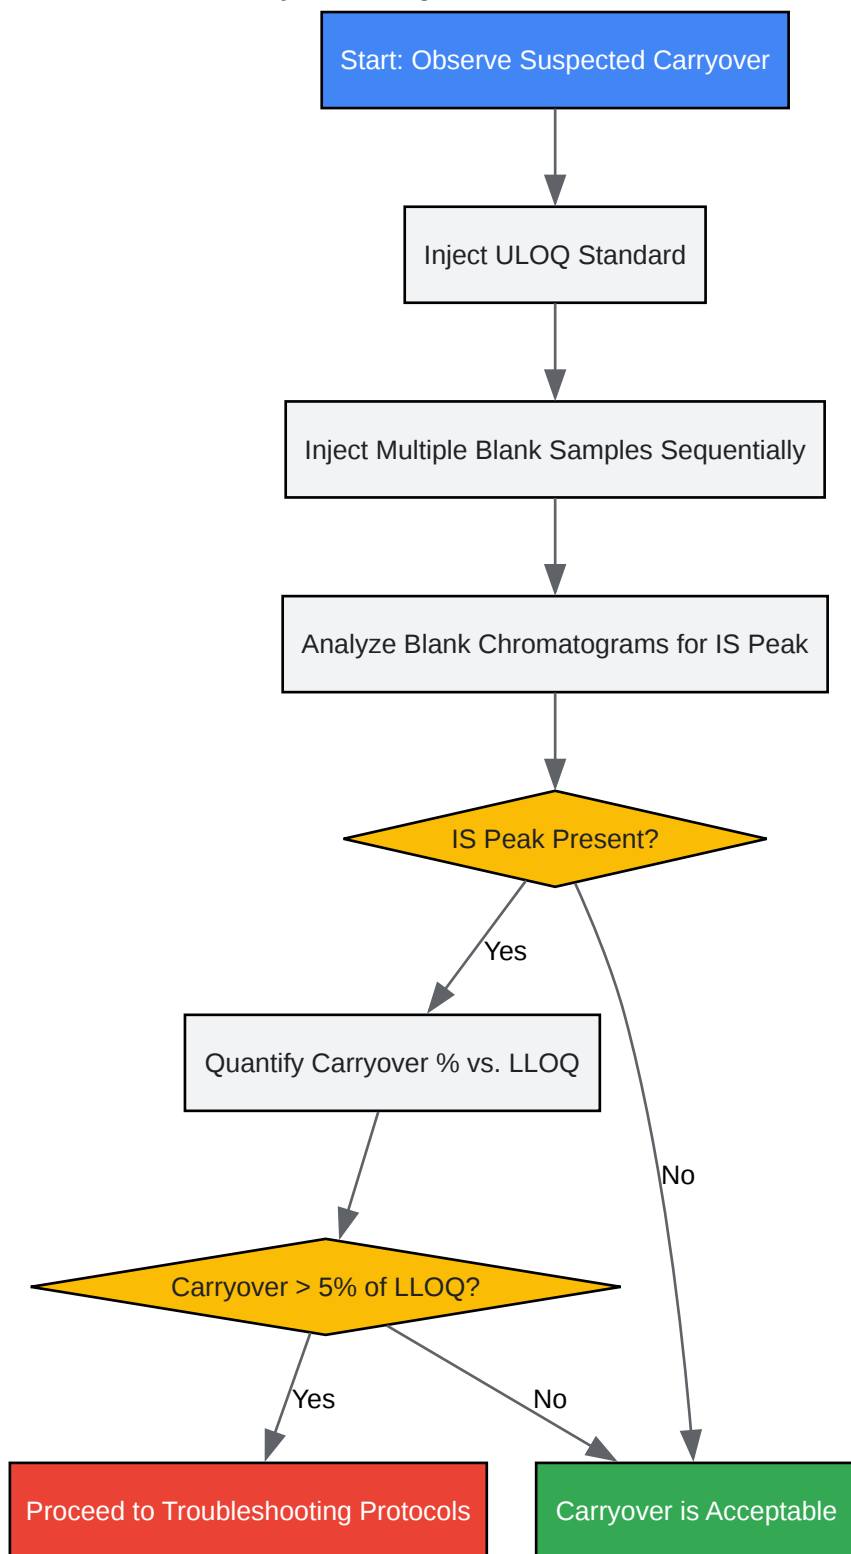 Start: Observe Suspected Carryover
Inject ULOQ Standard
Inject Multiple Blank Samples Sequentially
Analyze Blank Chromatograms for IS Peak
IS Peak Present?
Yes
Quantify Carryover % vs. LLOQ
No
Carryover > 5% of LLOQ?
Yes
No
Proceed to Troubleshooting Protocols
Carryover is Acceptable